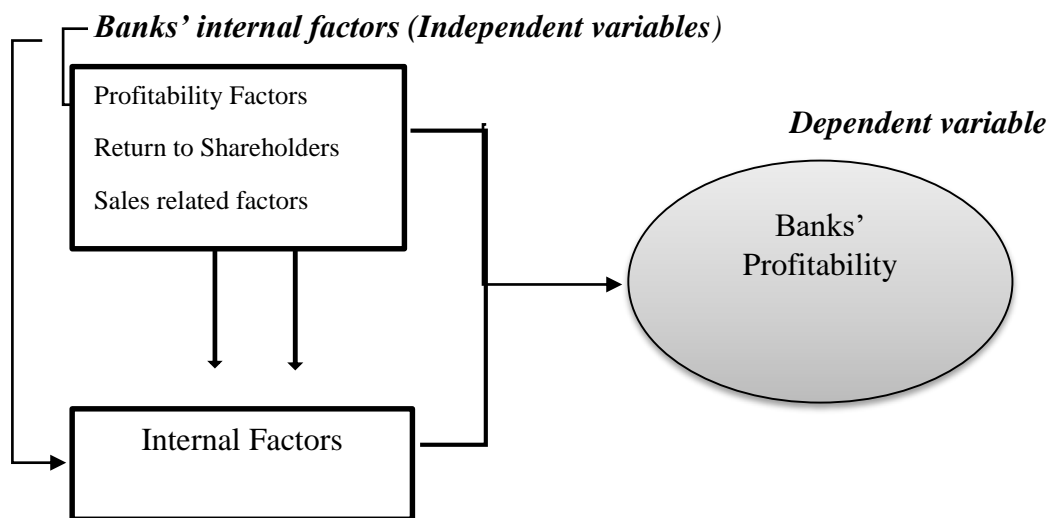 Banks’ internal factors (Independent variables)
Profitability Factors
Return to Shareholders
Sales related factors
Dependent variable
Banks’
Profitability
Internal Factors